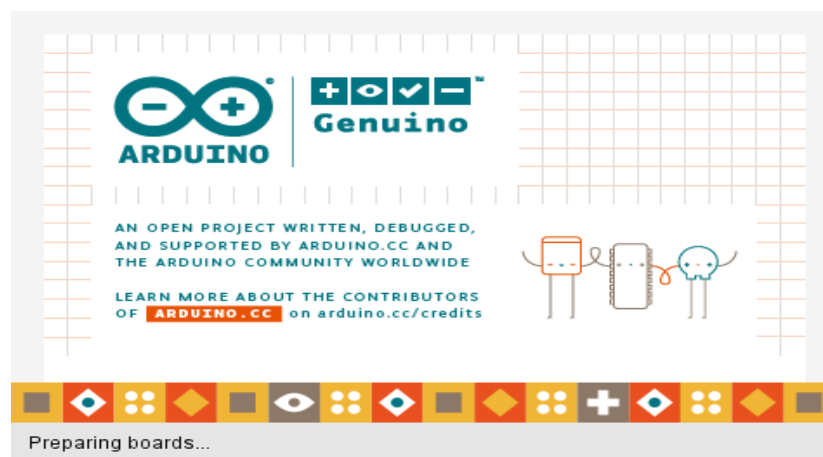 ARDUINO
Genuino™
AN OPEN PROJECT WRITTEN, DEBUGGED,
AND SUPPORTED BY ARDUINO.CC AND
THE ARDUINO COMMUNITY WORLDWIDE
LEARN MORE ABOUT THE CONTRIBUTORS
OF ARDUINO.CC on arduino.cc/credits
Preparing boards...